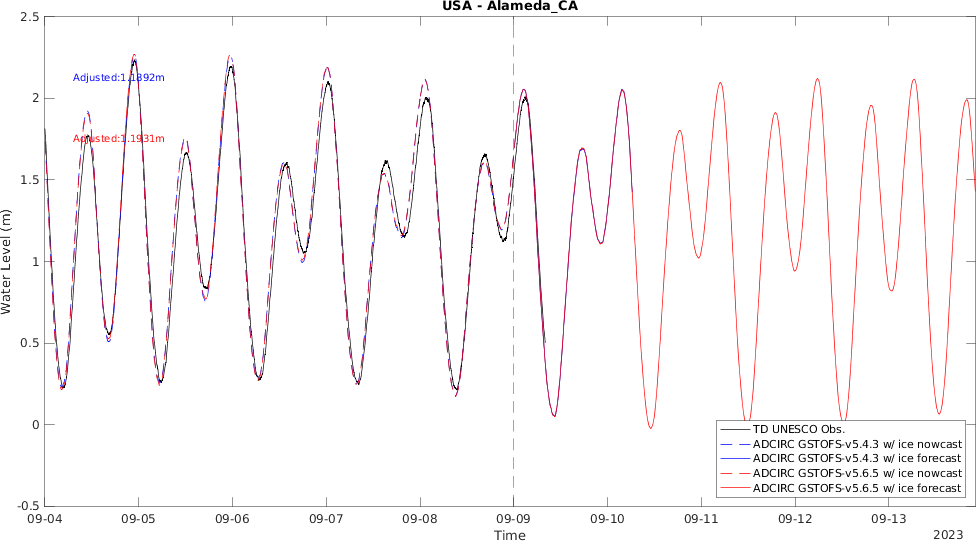 USA - Alameda_CA
2.5
2
1.5
1
0.5
0
-0.5
Water Level (m)
Adjusted:1.1892m
Adjusted:1.1931m
TD UNESCO Obs.
ADCIRC GSTOFS-v5.4.3 w/ ice nowcast
ADCIRC GSTOFS-v5.4.3 w/ ice forecast
ADCIRC GSTOFS-v5.6.5 w/ ice nowcast
ADCIRC GSTOFS-v5.6.5 w/ ice forecast
09-04 09-05 09-06 09-07 09-08 09-09 09-10 09-11 09-12 09-13
Time
2023